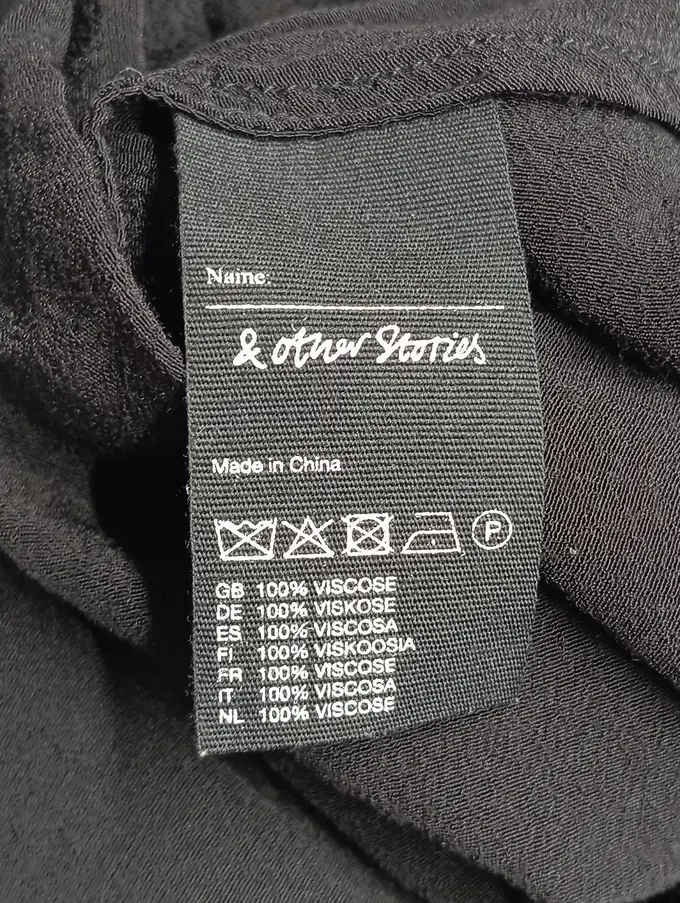 Name:
& other Stories
Made in China
P
GB 100% VISCOSE
DE 100% VISKOSE
ES 100% VISCOSA
FI 100% VISKOOSIA
FR 100% VISCOSE
IT 100% VISCOSA
NL 100% VISCOSE